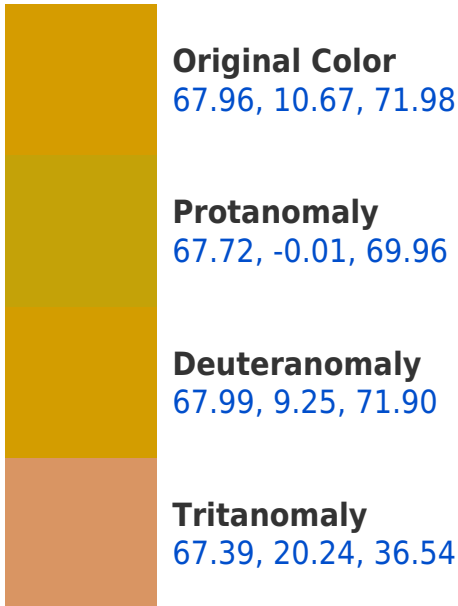 Original Color
67.96, 10.67, 71.98
Protanomaly
67.72, -0.01, 69.96
Deuteranomaly
67.99, 9.25, 71.90
Tritanomaly
67.39, 20.24, 36.54